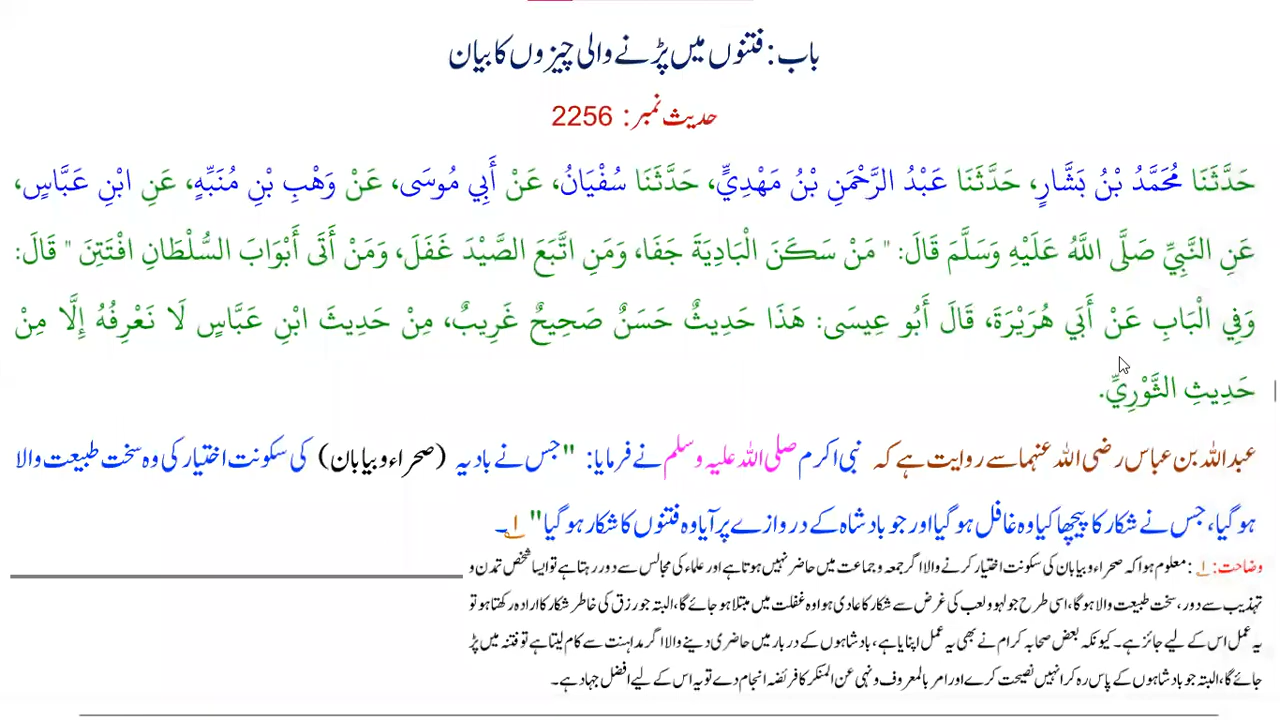 باب: فتنوں میں پڑنے والی چیزوں کا بیان
حدیث نمبر: 2256
حَدَّثَنَا مُحَمَّدُ بْنُ بَشَّارٍ، حَدَّثَنَا عَبْدُ الرَّحْمَنِ بْنُ مَهْدِيٍّ، حَدَّثَنَا سُفْيَانُ، عَنْ أَبِي مُوسَى، عَنْ وَهْبِ بْنِ مُنَبِّهٍ، عَنِ ابْنِ عَبَّاسٍ،
عَنِ النَّبِيِّ صَلَّى اللَّهُ عَلَيْهِ وَسَلَّمَ قَالَ: " مَنْ سَكَنَ الْبَادِيَةَ جَفَا، وَمَنِ اتَّبَعَ الصَّيْدَ غَفَلَ، وَمَنْ أَتَى أَبْوَابَ السُّلْطَانِ افْتَتِنَ " قَالَ:
وَفِي الْبَابِ عَنْ أَبَي هُرَيْرَةَ، قَالَ أَبُو عِيسَى: هَذَا حَدِيثٌ حَسَنٌ صَحِيحٌ غَرِيبٌ، مِنْ حَدِيثَ ابْنِ عَبَّاسٍ لَا نَعْرِفُهُ إِلَّا مِنْ
حَدِيثِ الثَّوْرِيِّ.
عبداللہ بن عباس رضی اللہ عنہما سے روایت ہے کہ نبی اکرم صلی اللہ علیہ وسلم نے فرمایا: "جس نے بادیہ (صحراء و بیابان) کی سکونت اختیار کی وہ سخت طبیعت والا
ہو گیا، جس نے شکار کا پیچھا کیا وہ غافل ہو گیا اور جو بادشاہ کے دروازے پر آیا وہ فتنوں کا شکار ہو گیا" ۱؎۔
وضاحت: ۱؎: معلوم ہوا کہ صحراء و بیابان کی سکونت اختیار کرنے والا اگر جمعہ و جماعت میں حاضر نہیں ہوتا ہے اور علماء کی مجالس سے دور رہتا ہے تو ایسا شخص تمدن و
تہذیب سے دور، سخت طبیعت والا ہو گا، اسی طرح جو لہو ولعب کی غرض سے شکار کا عادی ہوا وہ غفلت میں مبتلا ہو جائے گا، البتہ جو رزق کی خاطر شکار کا ارادہ رکھتا ہو تو
یہ عمل اس کے لیے جائز ہے۔ کیونکہ بعض صحابہ کرام نے بھی یہ عمل اپنایا ہے، بادشاہوں کے دربار میں حاضری دینے والا اگر مداہنت سے کام لیتا ہے تو فتنہ میں پڑ
جائے گا، البتہ جو بادشاہوں کے پاس رہ کر انہیں نصیحت کرے اور امر بالمعروف و نہی عن المنکر کا فریضہ انجام دے تو یہ اس کے لیے افضل جہاد ہے۔